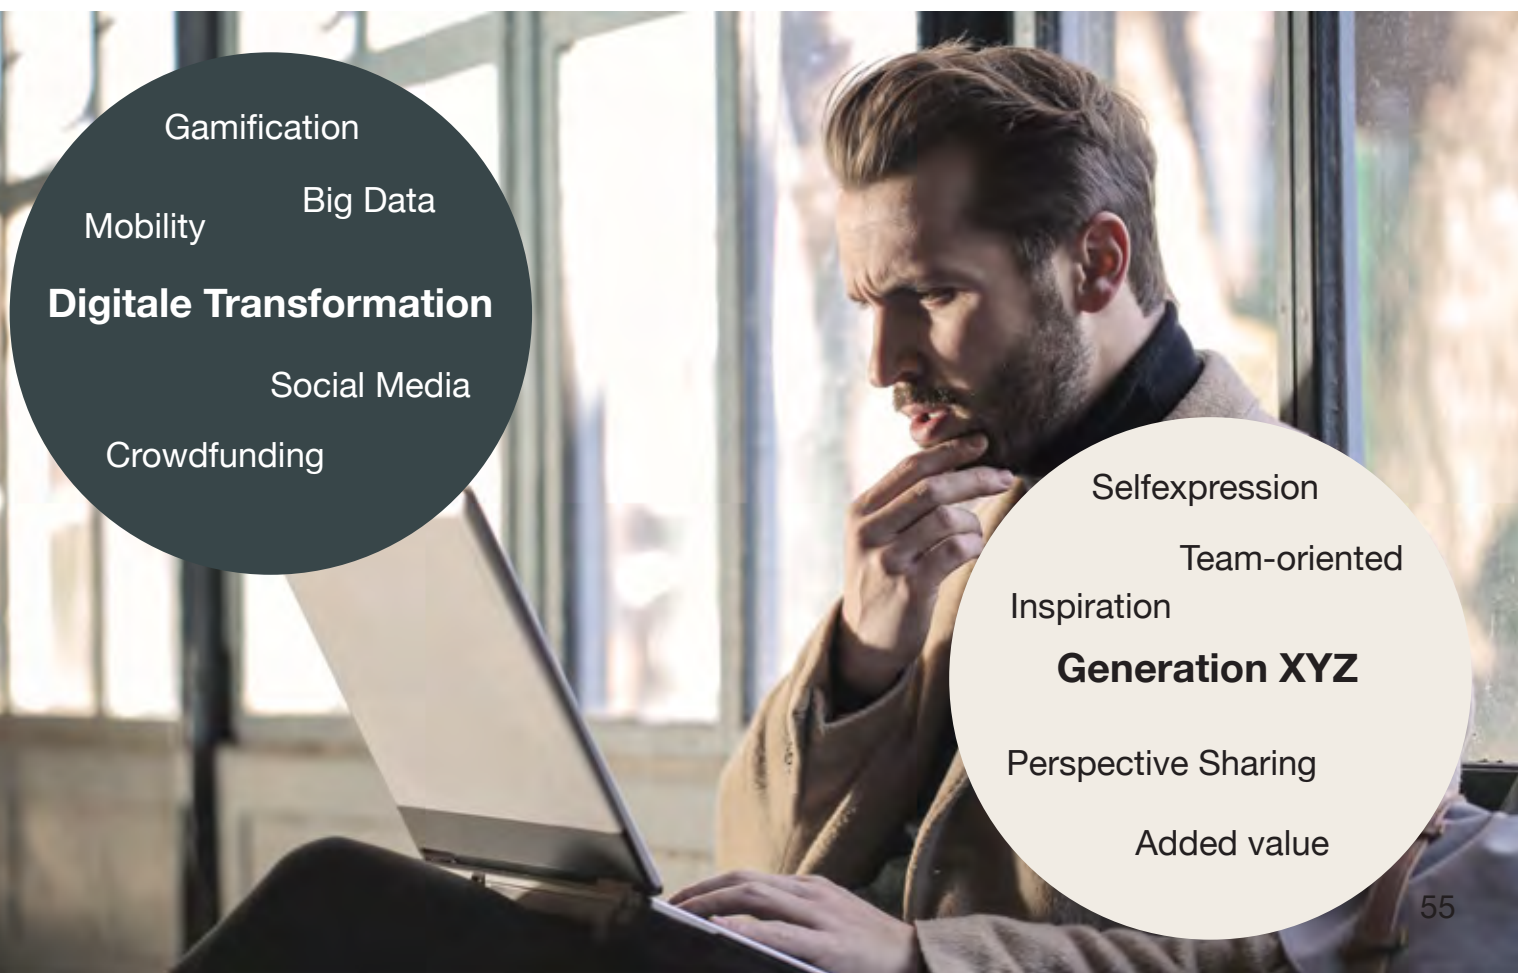 Gamification
Big Data
Mobility
Digitale Transformation
Social Media
Crowdfunding
Selfexpression
Team-oriented
Inspiration
Generation XYZ
Perspective Sharing
Added value
55